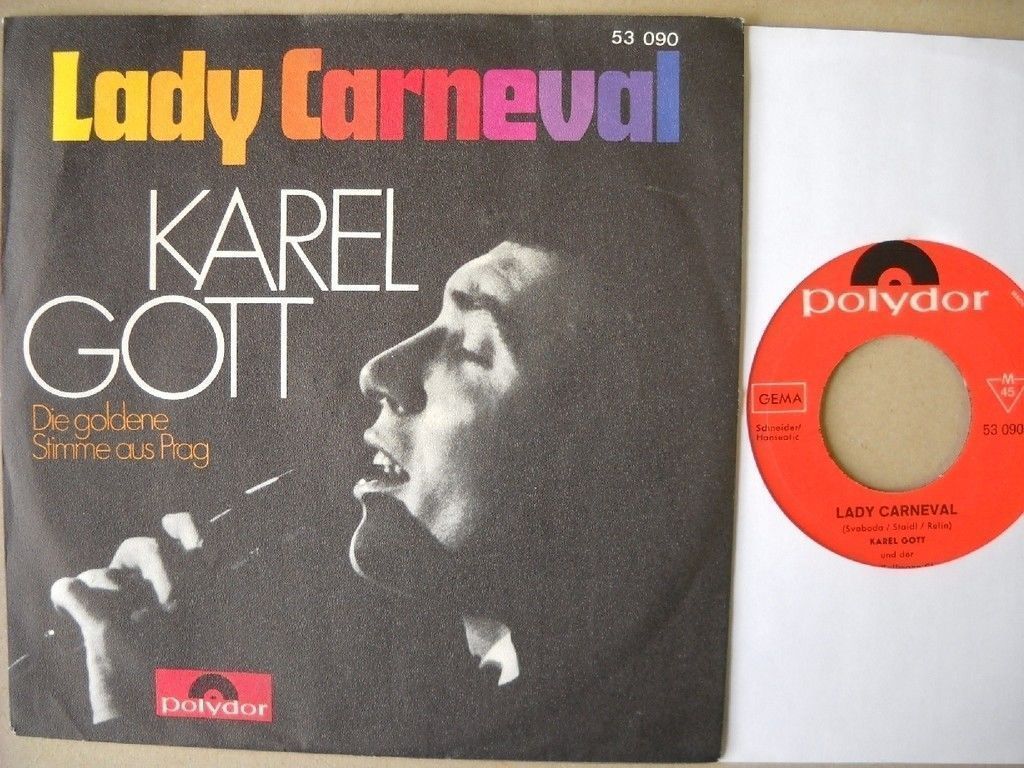 53 090
Lady Carneval
KAREL
GOTT
Die goldene
Stimme aus Prag
polydor
polydor
GEMA
Schneider/
Hanseatic
M
45
53 090
LADY CARNEVAL
(Svoboda / Staidl / Relin)
KAREL GOTT
und der